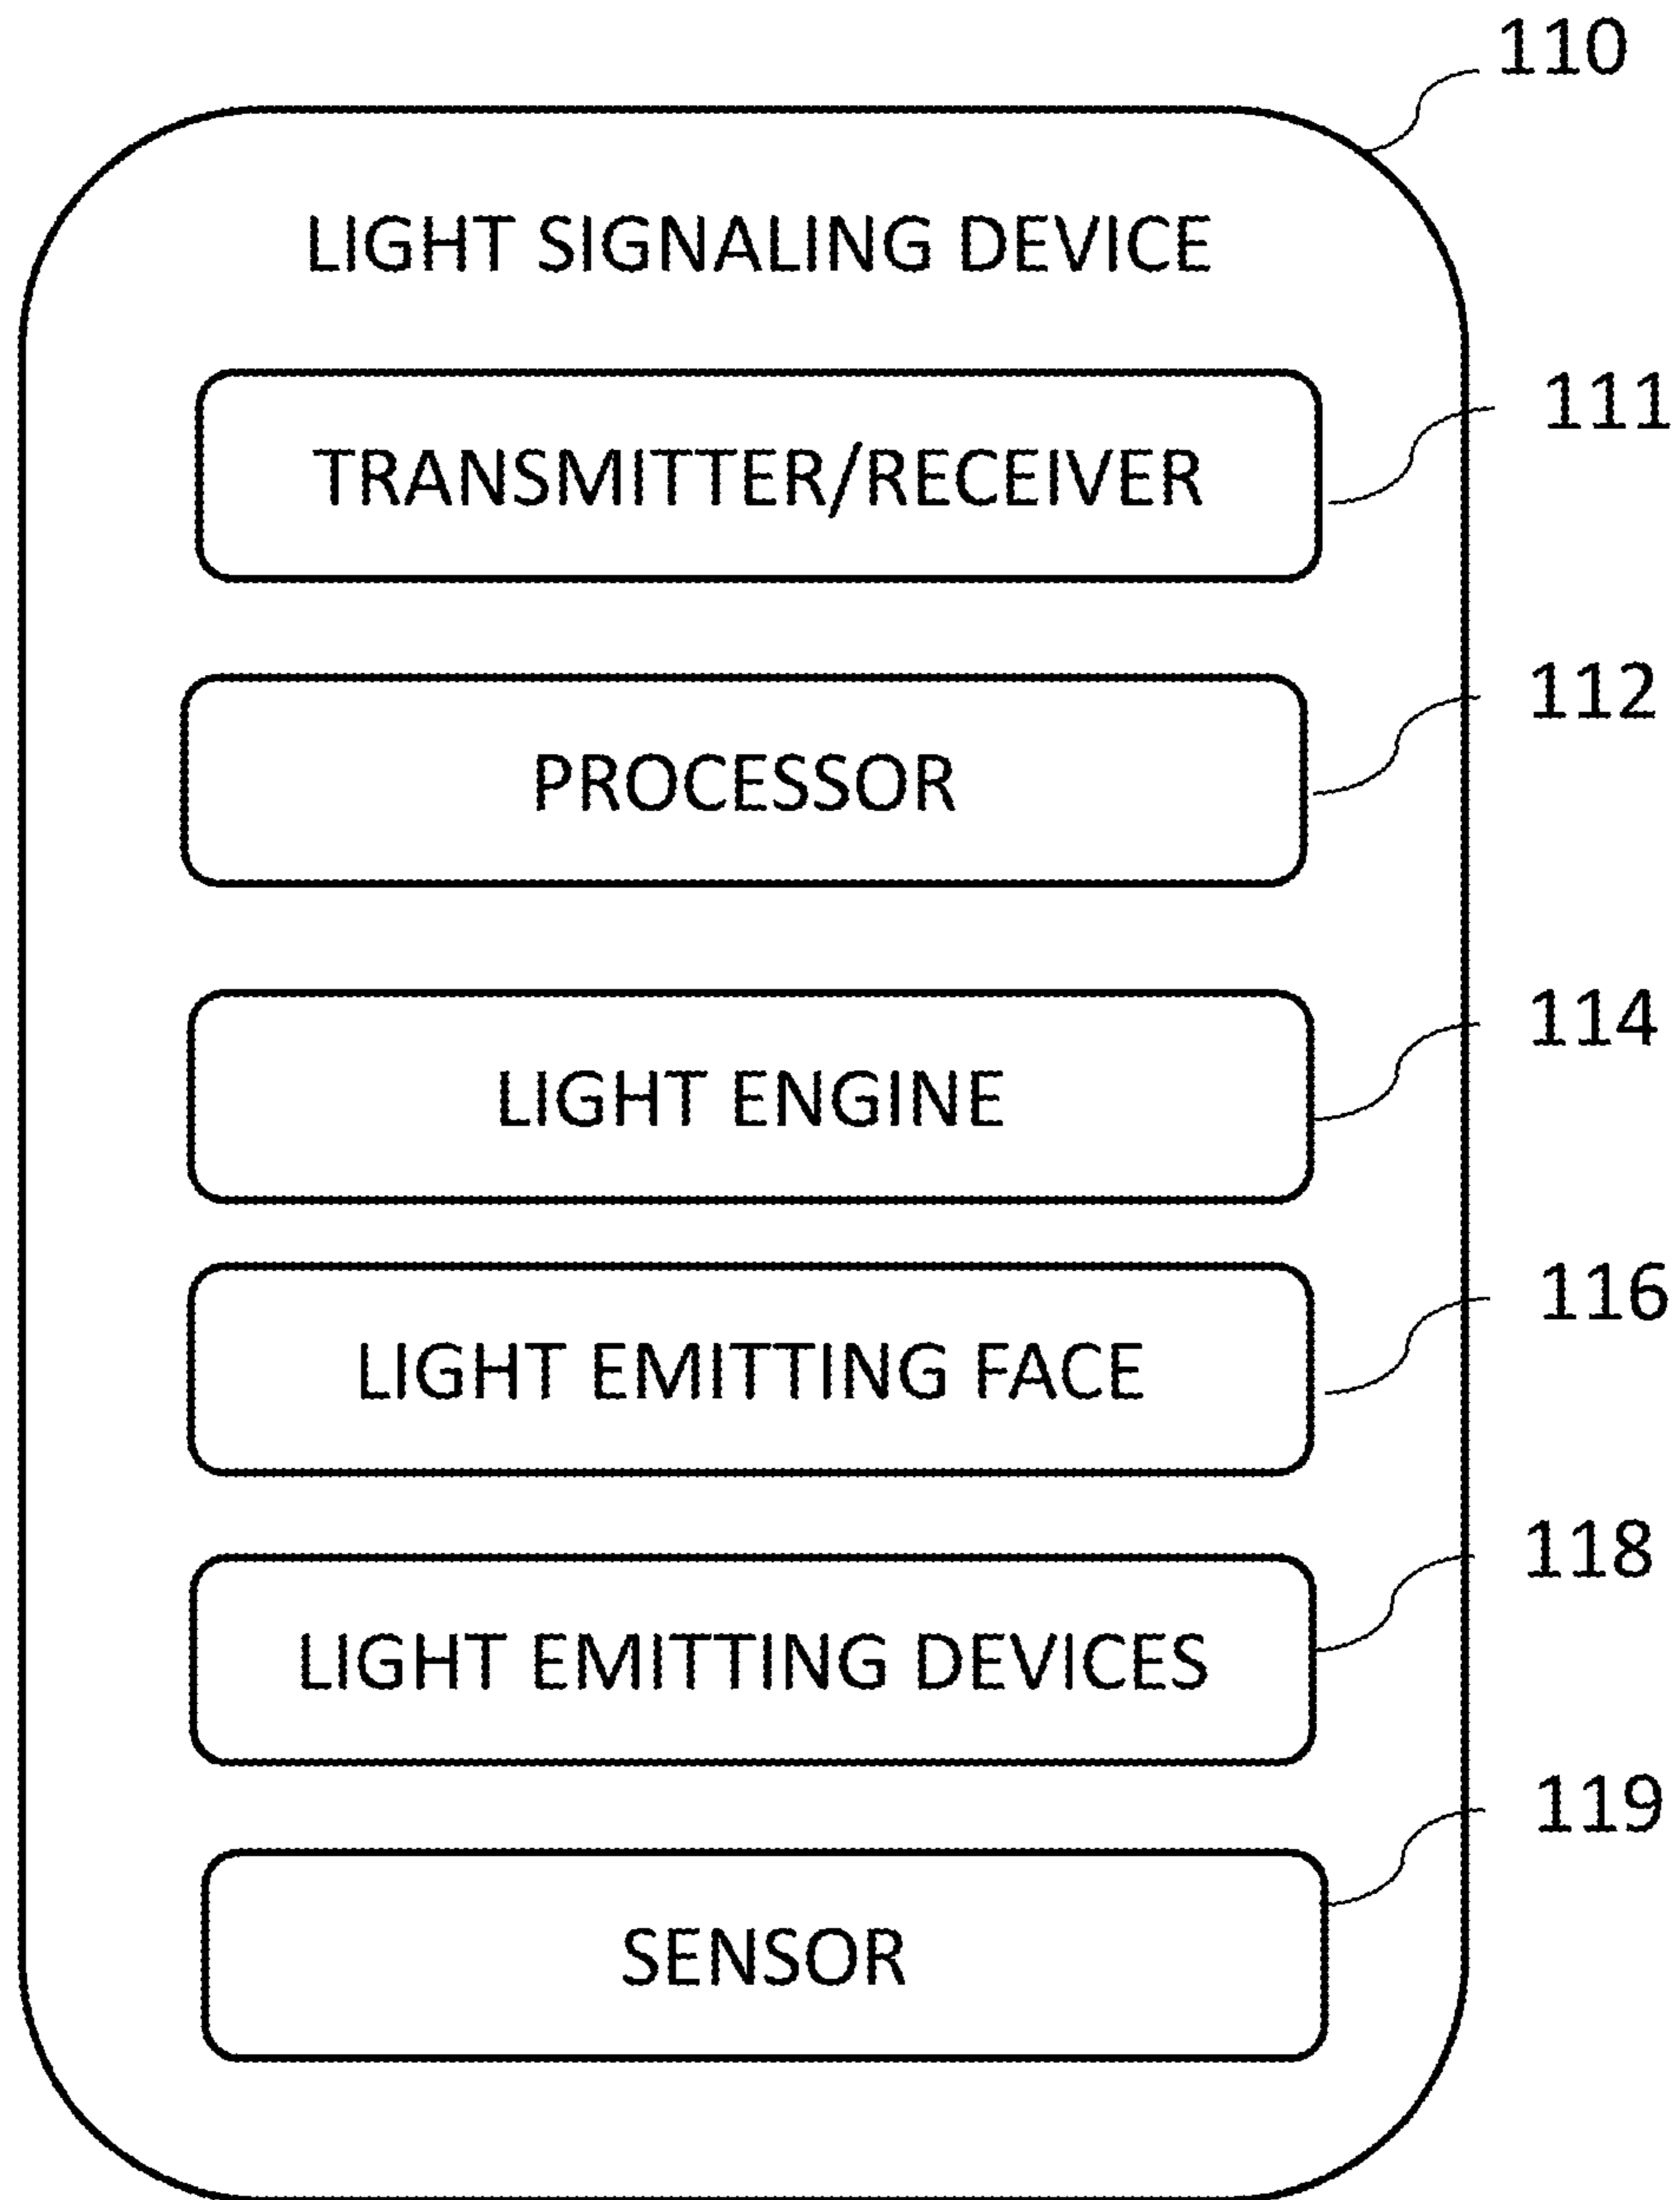 110
LIGHT SIGNALING DEVICE
111
TRANSMITTER/RECEIVER
112
PROCESSOR
114
LIGHT ENGINE
116
LIGHT EMITTING FACE
118
LIGHT EMITTING DEVICES
119
SENSOR